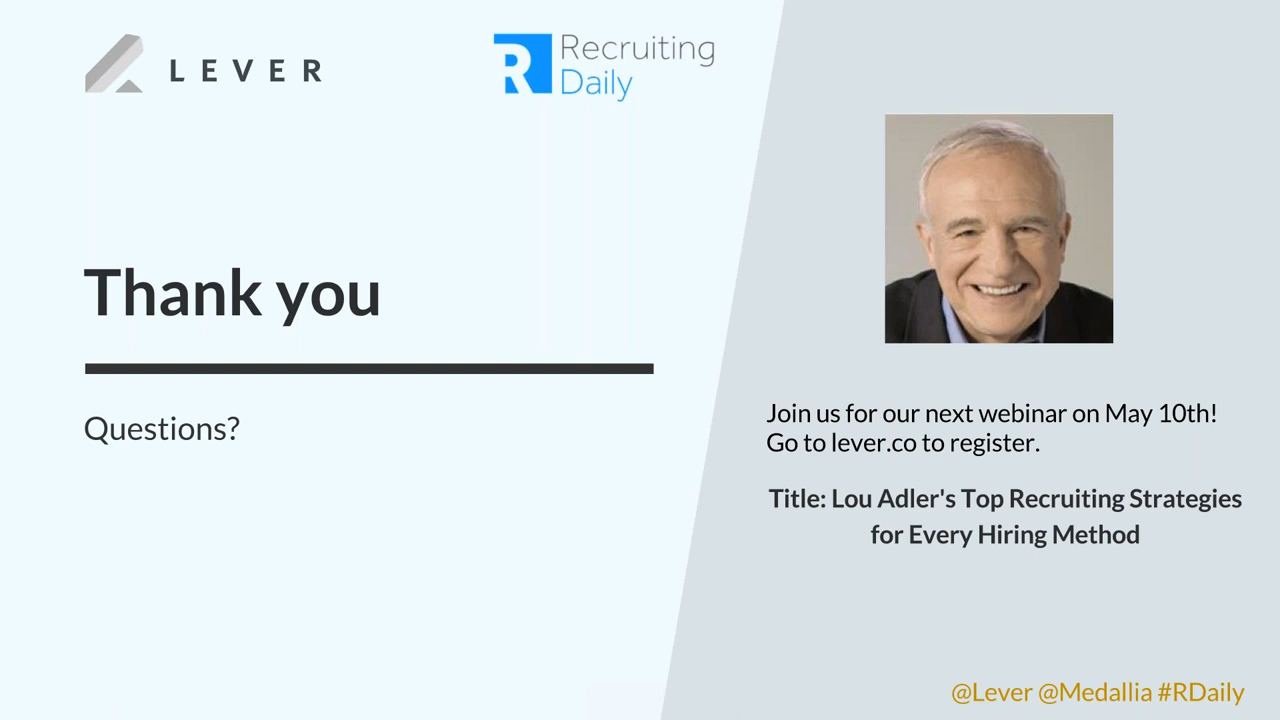 LEVER
Recruiting
Daily
Thank you
Questions?
Join us for our next webinar on May 10th!
Go to lever.co to register.
Title: Lou Adler's Top Recruiting Strategies
for Every Hiring Method
@Lever @Medallia #RDaily